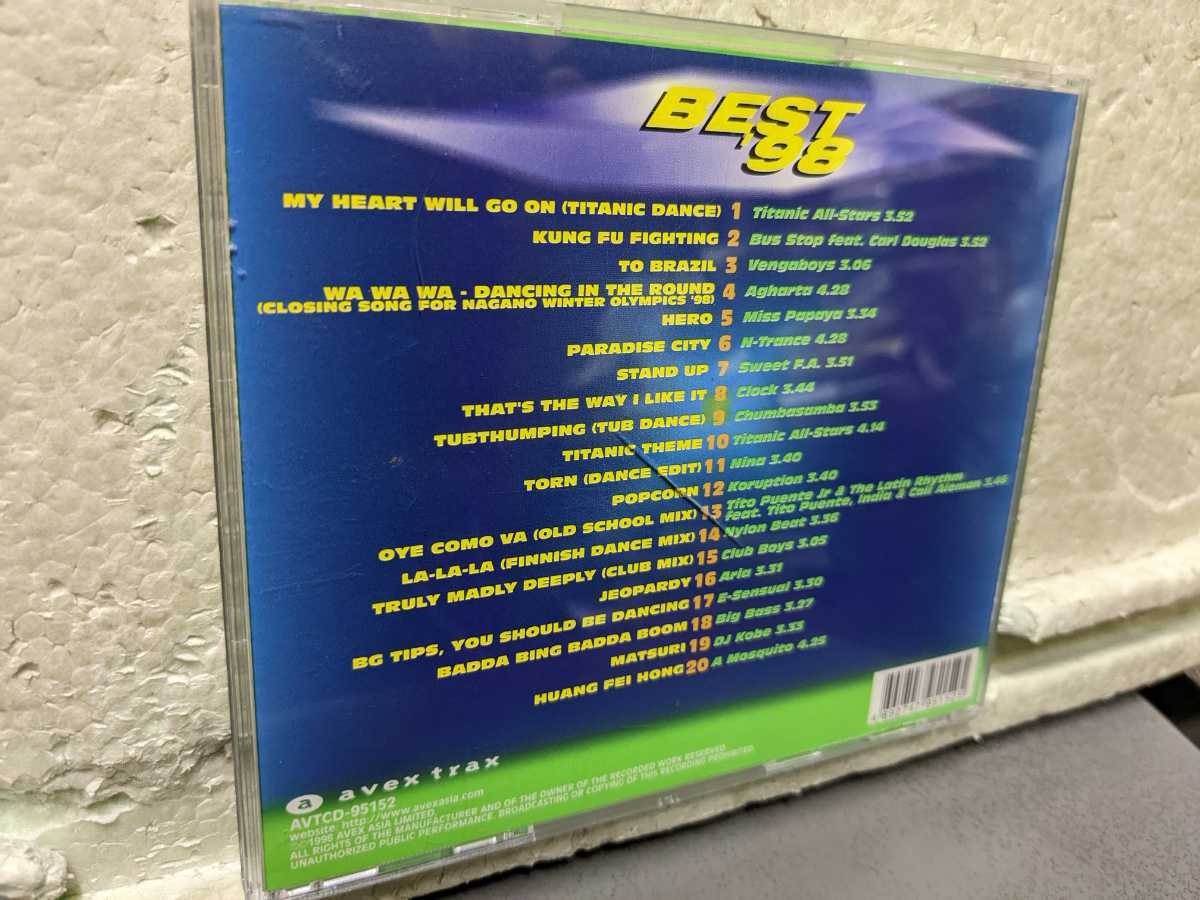 BEST
'98
MY HEART WILL GO ON (TITANIC DANCE) 1 Titanic All-Stars 3.52
KUNG FU FIGHTING 2 Bus Stop feat. Carl Douglas 3.52
TO BRAZIL 3 Vengaboys 3.06
WA WA WA - DANCING IN THE ROUND 4 Agharta 4.28
(CLOSING SONG FOR NAGANO WINTER OLYMPICS '98)
HERO 5 Miss Papaya 3.34
PARADISE CITY 6 N-Trance 4.28
STAND UP 7 Sweet F.A. 3.51
THAT'S THE WAY I LIKE IT 8 Clock 3.44
TUBTHUMPING (TUB DANCE) 9 Chumbasamba 3.53
TITANIC THEME 10 Titanic All-Stars 4.14
TORN (DANCE EDIT) 11 Nina 3.40
POPCORN 12 Koruption 3.40
OYE COMO VA (OLD SCHOOL MIX) 13 Tito Puente Jr & The Latin Rhythm
feat. Tito Puente, India & Cali Aleman 3.46
LA-LA-LA (FINNISH DANCE MIX) 14 Nylon Beat 3.36
TRULY MADLY DEEPLY (CLUB MIX) 15 Club Boys 3.05
JEOPARDY 16 Aria 3.31
BG TIPS, YOU SHOULD BE DANCING 17 E-Sensual 3.30
BADDA BING BADDA BOOM 18 Big Bass 3.27
MATSURI 19 DJ Kobe 3.33
HUANG FEI HONG 20 A Mosquito 4.25
a avex trax
AVTCD-95152
website. http://www.avexasia.com
℗©1998 AVEX ASIA LIMITED
ALL RIGHTS OF THE MANUFACTURER AND OF THE OWNER OF THE RECORDED WORK RESERVED
UNAUTHORIZED PUBLIC PERFORMANCE. BROADCASTING OR COPYING OF THIS RECORDING PROHIBITED